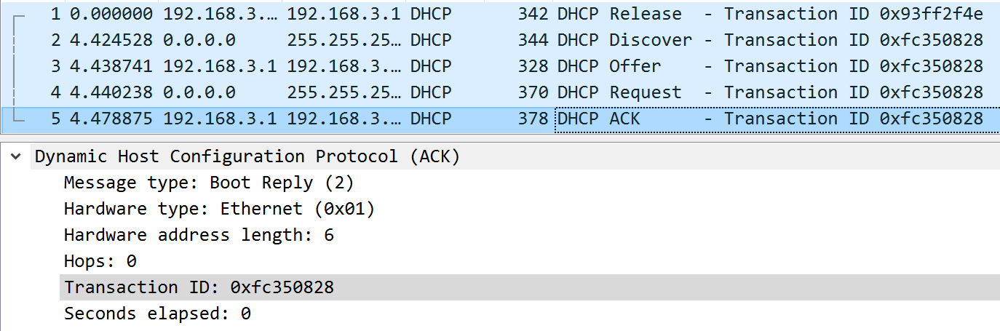 1 0.000000 192.168.3.… 192.168.3.1 DHCP 342 DHCP Release - Transaction ID 0x93ff2f4e
2 4.424528 0.0.0.0 255.255.25… DHCP 344 DHCP Discover - Transaction ID 0xfc350828
3 4.438741 192.168.3.1 192.168.3.… DHCP 328 DHCP Offer - Transaction ID 0xfc350828
4 4.440238 0.0.0.0 255.255.25… DHCP 370 DHCP Request - Transaction ID 0xfc350828
5 4.478875 192.168.3.1 192.168.3.… DHCP 378 DHCP ACK - Transaction ID 0xfc350828
Dynamic Host Configuration Protocol (ACK)
Message type: Boot Reply (2)
Hardware type: Ethernet (0x01)
Hardware address length: 6
Hops: 0
Transaction ID: 0xfc350828
Seconds elapsed: 0